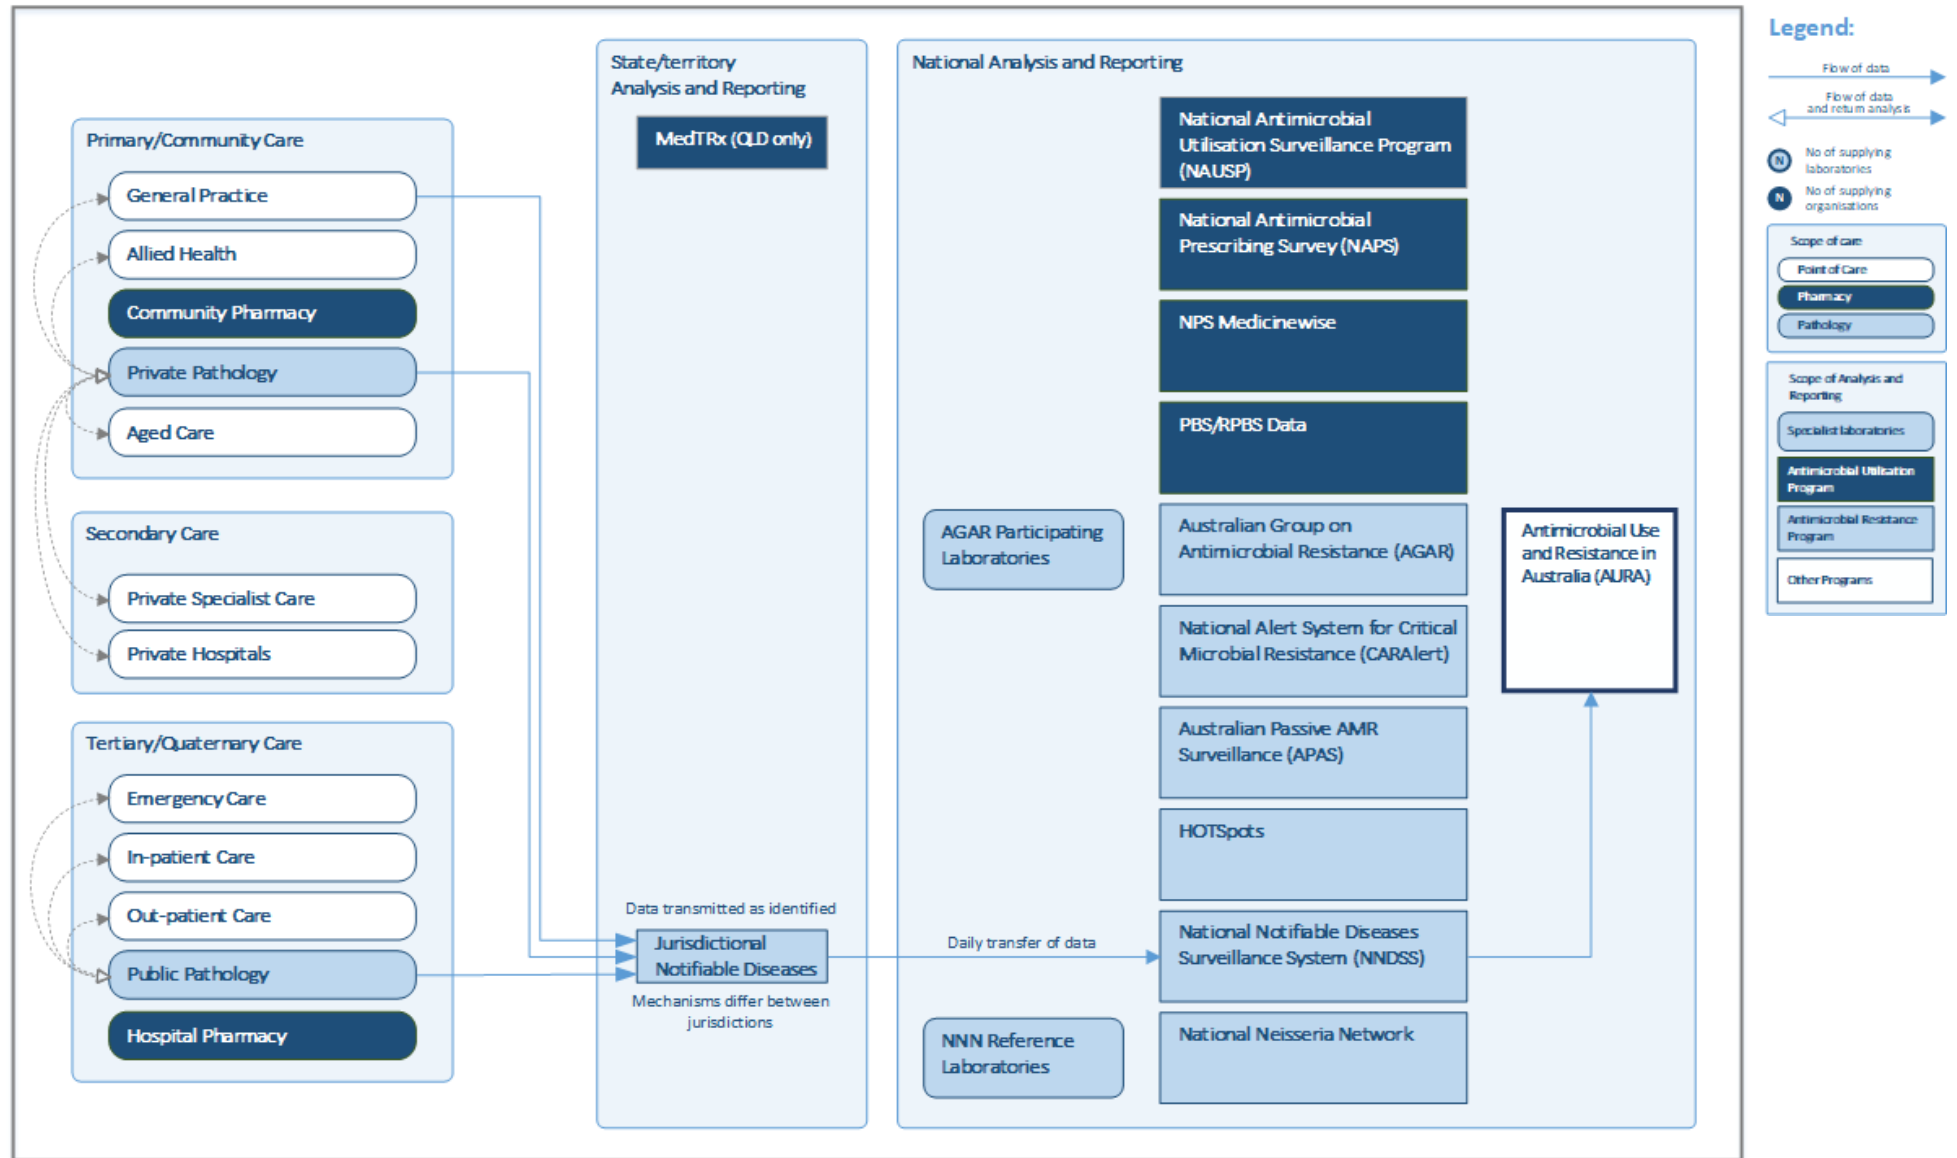 State/territory
Analysis and Reporting
MedTRx (QLD only)
National Analysis and Reporting
Primary/Community Care
General Practice
Allied Health
Community Pharmacy
Private Pathology
Aged Care
Secondary Care
Private Specialist Care
Private Hospitals
Tertiary/Quaternary Care
Emergency Care
In-patient Care
Out-patient Care
Public Pathology
Hospital Pharmacy
Data transmitted as identified
Jurisdictional
Notifiable Diseases
Mechanisms differ between
jurisdictions
Daily transfer of data
AGAR Participating
Laboratories
NNN Reference
Laboratories
National Antimicrobial
Utilisation Surveillance Program
(NAUSP)
National Antimicrobial
Prescribing Survey (NAPS)
NPS Medicinewise
PBS/RPBS Data
Australian Group on
Antimicrobial Resistance (AGAR)
National Alert System for Critical
Microbial Resistance (CARAlert)
Australian Passive AMR
Surveillance (APAS)
HOTSpots
National Notifiable Diseases
Surveillance System (NNDSS)
National Neisseria Network
Antimicrobial Use
and Resistance in
Australia (AURA)
Legend:
Flow of data
Flow of data
and return analysis
N
No of supplying
laboratories
N
No of supplying
organisations
Scope of care
Point of Care
Pharmacy
Pathology
Scope of Analysis and
Reporting
Specialist laboratories
Antimicrobial Utilisation
Program
Antimicrobial Resistance
Program
Other Programs